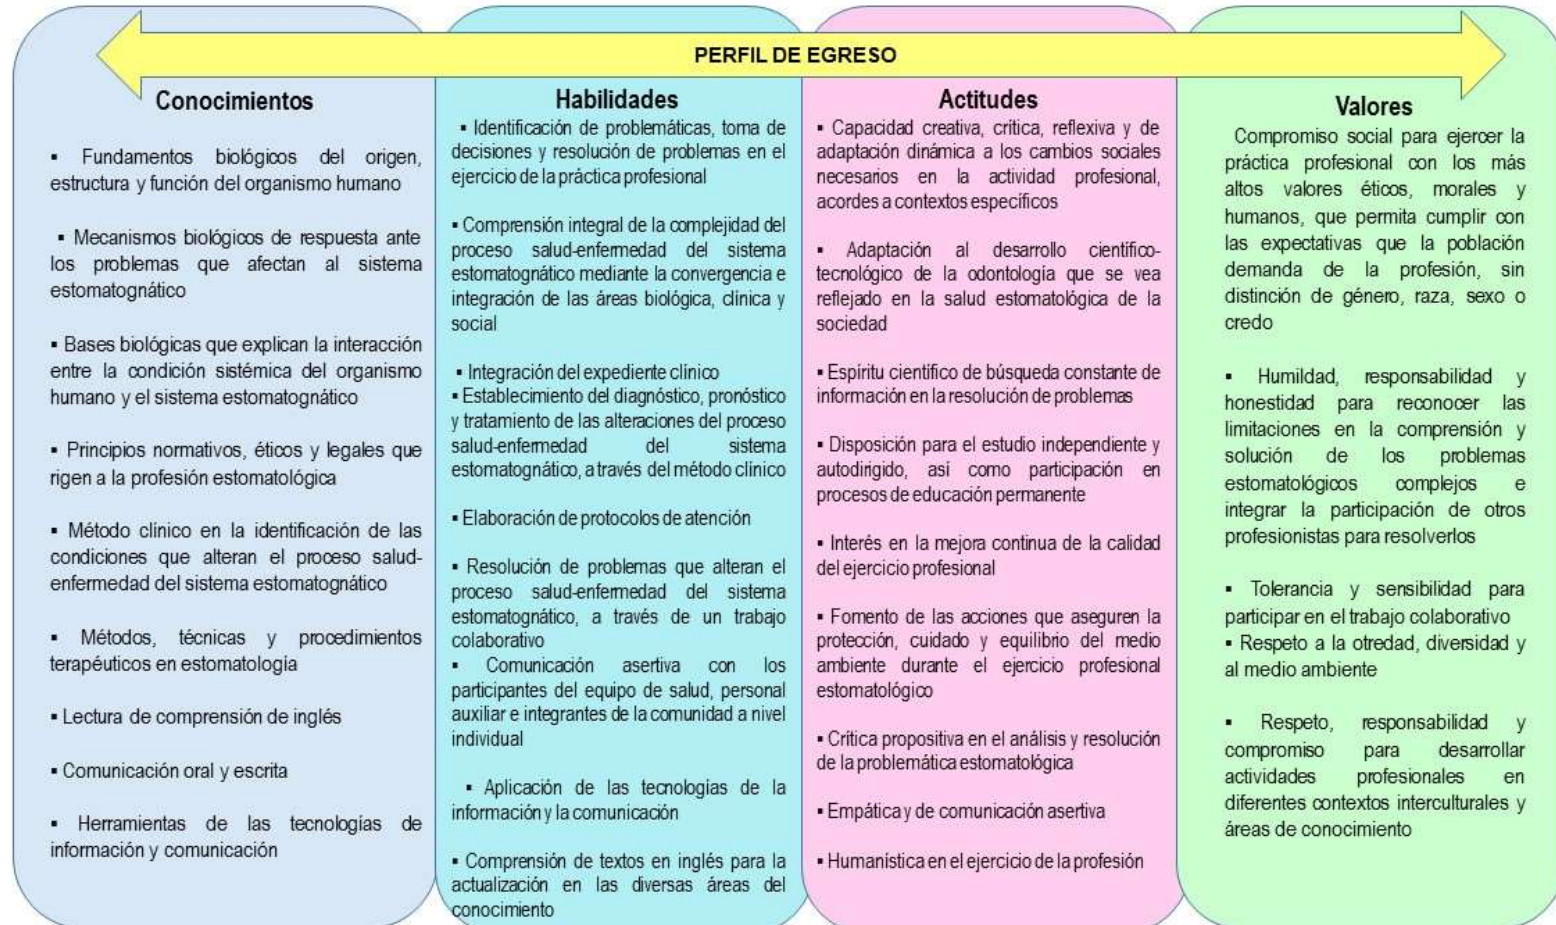 PERFIL DE EGRESO
Conocimientos
▪ Fundamentos biológicos del origen,
estructura y función del organismo humano
▪ Mecanismos biológicos de respuesta ante
los problemas que afectan al sistema
estomatognático
▪ Bases biológicas que explican la interacción
entre la condición sistémica del organismo
humano y el sistema estomatognático
▪ Principios normativos, éticos y legales que
rigen a la profesión estomatológica
▪ Método clínico en la identificación de las
condiciones que alteran el proceso salud-
enfermedad del sistema estomatognático
▪ Métodos, técnicas y procedimientos
terapéuticos en estomatología
▪ Lectura de comprensión de inglés
▪ Comunicación oral y escrita
▪ Herramientas de las tecnologías de
información y comunicación
Habilidades
▪ Identificación de problemáticas, toma de
decisiones y resolución de problemas en el
ejercicio de la práctica profesional
▪ Comprensión integral de la complejidad del
proceso salud-enfermedad del sistema
estomatognático mediante la convergencia e
integración de las áreas biológica, clínica y
social
▪ Integración del expediente clínico
▪ Establecimiento del diagnóstico, pronóstico
y tratamiento de las alteraciones del proceso
salud-enfermedad del sistema
estomatognático, a través del método clínico
▪ Elaboración de protocolos de atención
▪ Resolución de problemas que alteran el
proceso salud-enfermedad del sistema
estomatognático, a través de un trabajo
colaborativo
▪ Comunicación asertiva con los
participantes del equipo de salud, personal
auxiliar e integrantes de la comunidad a nivel
individual
▪ Aplicación de las tecnologías de la
información y la comunicación
▪ Comprensión de textos en inglés para la
actualización en las diversas áreas del
conocimiento
Actitudes
▪ Capacidad creativa, crítica, reflexiva y de
adaptación dinámica a los cambios sociales
necesarios en la actividad profesional,
acordes a contextos específicos
▪ Adaptación al desarrollo científico-
tecnológico de la odontología que se vea
reflejado en la salud estomatológica de la
sociedad
▪ Espíritu científico de búsqueda constante de
información en la resolución de problemas
▪ Disposición para el estudio independiente y
autodirigido, así como participación en
procesos de educación permanente
▪ Interés en la mejora continua de la calidad
del ejercicio profesional
▪ Fomento de las acciones que aseguren la
protección, cuidado y equilibrio del medio
ambiente durante el ejercicio profesional
estomatológico
▪ Crítica propositiva en el análisis y resolución
de la problemática estomatológica
▪ Empática y de comunicación asertiva
▪ Humanística en el ejercicio de la profesión
Valores
Compromiso social para ejercer la
práctica profesional con los más
altos valores éticos, morales y
humanos, que permita cumplir con
las expectativas que la población
demanda de la profesión, sin
distinción de género, raza, sexo o
credo
▪ Humildad, responsabilidad y
honestidad para reconocer las
limitaciones en la comprensión y
solución de los problemas
estomatológicos complejos e
integrar la participación de otros
profesionistas para resolverlos
▪ Tolerancia y sensibilidad para
participar en el trabajo colaborativo
▪ Respeto a la otredad, diversidad y
al medio ambiente
▪ Respeto, responsabilidad y
compromiso para desarrollar
actividades profesionales en
diferentes contextos interculturales y
áreas de conocimiento